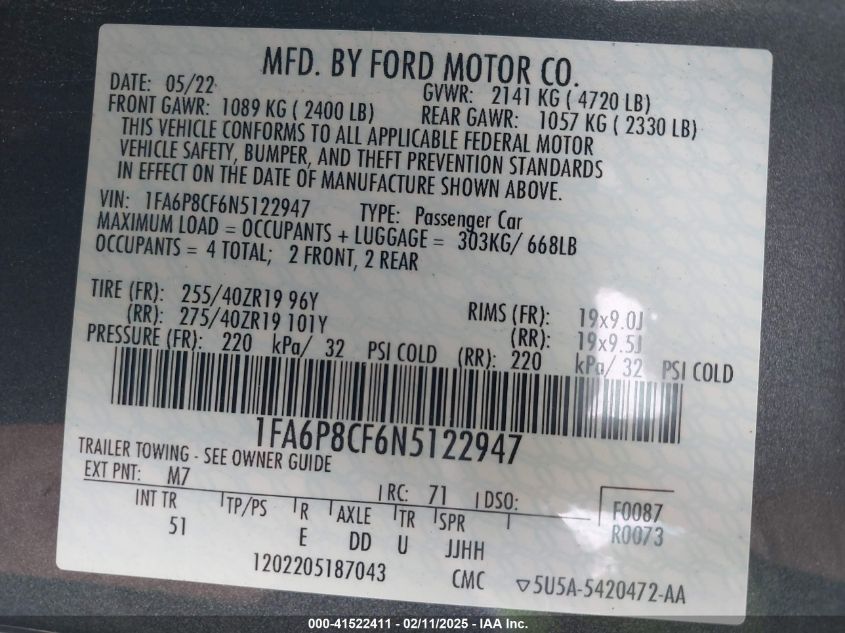 MFD. BY FORD MOTOR CO.
DATE: 05/22 GVWR: 2141 KG ( 4720 LB)
FRONT GAWR: 1089 KG ( 2400 LB) REAR GAWR: 1057 KG ( 2330 LB)
THIS VEHICLE CONFORMS TO ALL APPLICABLE FEDERAL MOTOR
VEHICLE SAFETY, BUMPER, AND THEFT PREVENTION STANDARDS
IN EFFECT ON THE DATE OF MANUFACTURE SHOWN ABOVE.
VIN: 1FA6P8CF6N5122947 TYPE: Passenger Car
MAXIMUM LOAD = OCCUPANTS + LUGGAGE = 303KG/ 668LB
OCCUPANTS = 4 TOTAL; 2 FRONT, 2 REAR
TIRE (FR): 255/40ZR19 96Y RIMS (FR): 19x9.0J
(RR): 275/40ZR19 101Y (RR): 19x9.5J
PRESSURE (FR): 220 kPa/ 32 PSI COLD (RR): 220 kPa/ 32 PSI COLD
1FA6P8CF6N5122947
TRAILER TOWING - SEE OWNER GUIDE
EXT PNT: M7 RC: 71 DSO: F0087
INT TR TP/PS R AXLE TR SPR R0073
51 E DD U JJHH
1202205187043 CMC ▽5U5A-5420472-AA
000-41522411 - 02/11/2025 - IAA Inc.